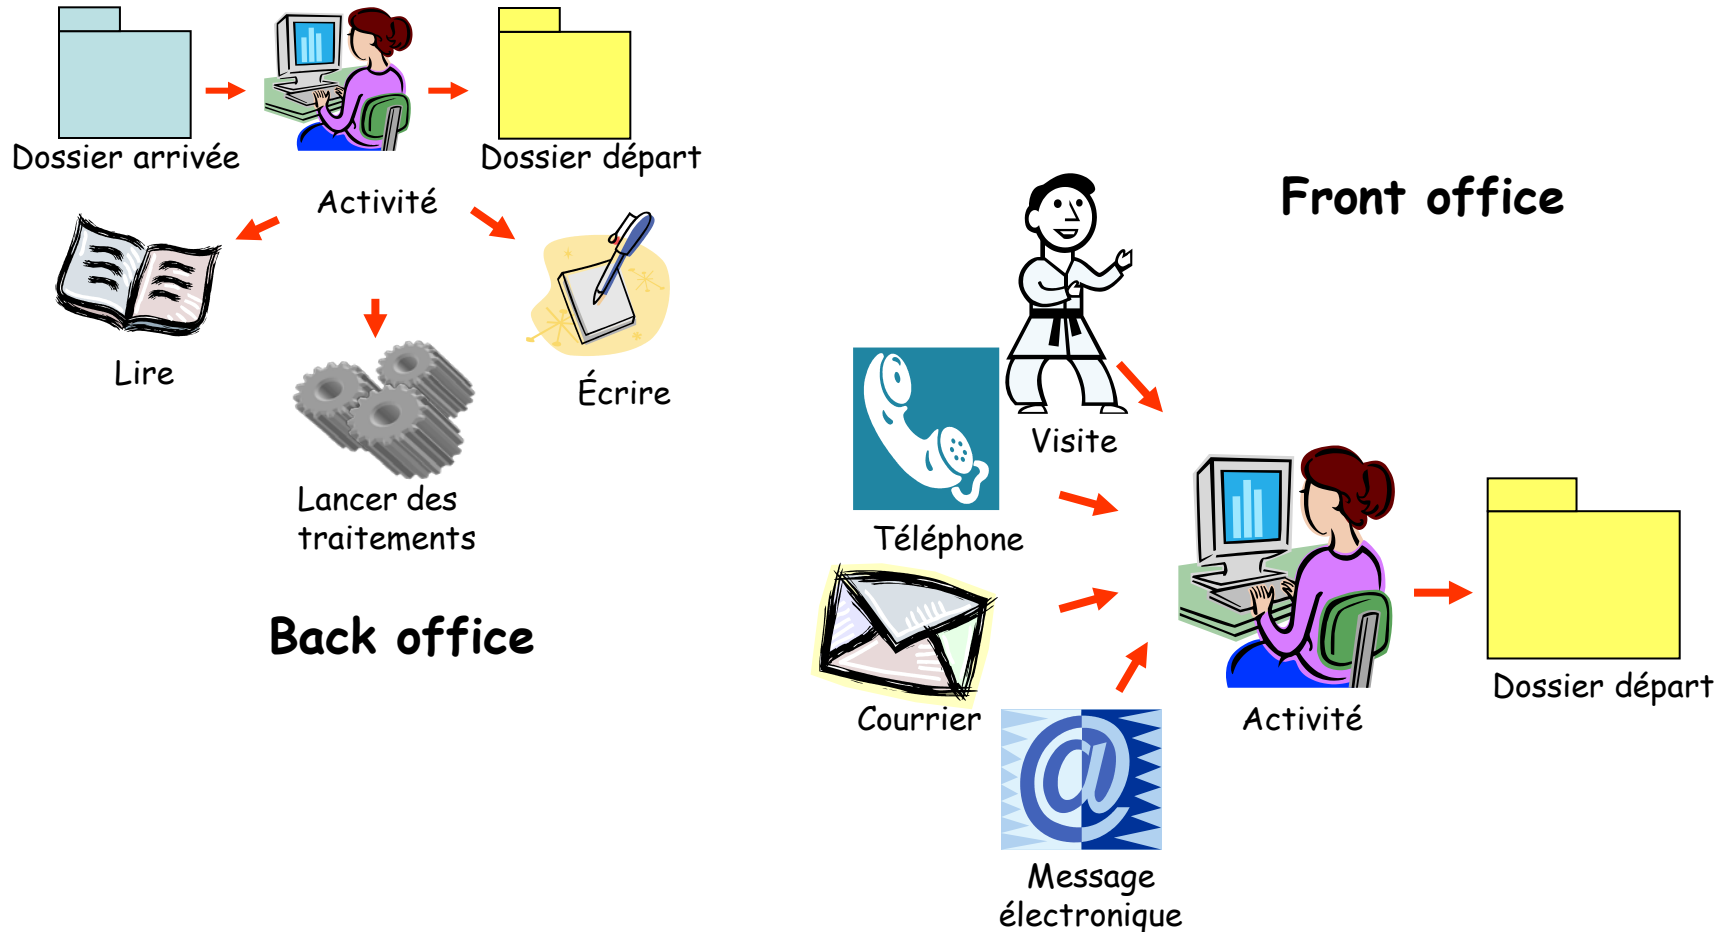 Dossier arrivée
Dossier départ
Activité
Lire
Écrire
Lancer des
traitements
Back office
Front office
Visite
Téléphone
Courrier
Message
électronique
Activité
Dossier départ